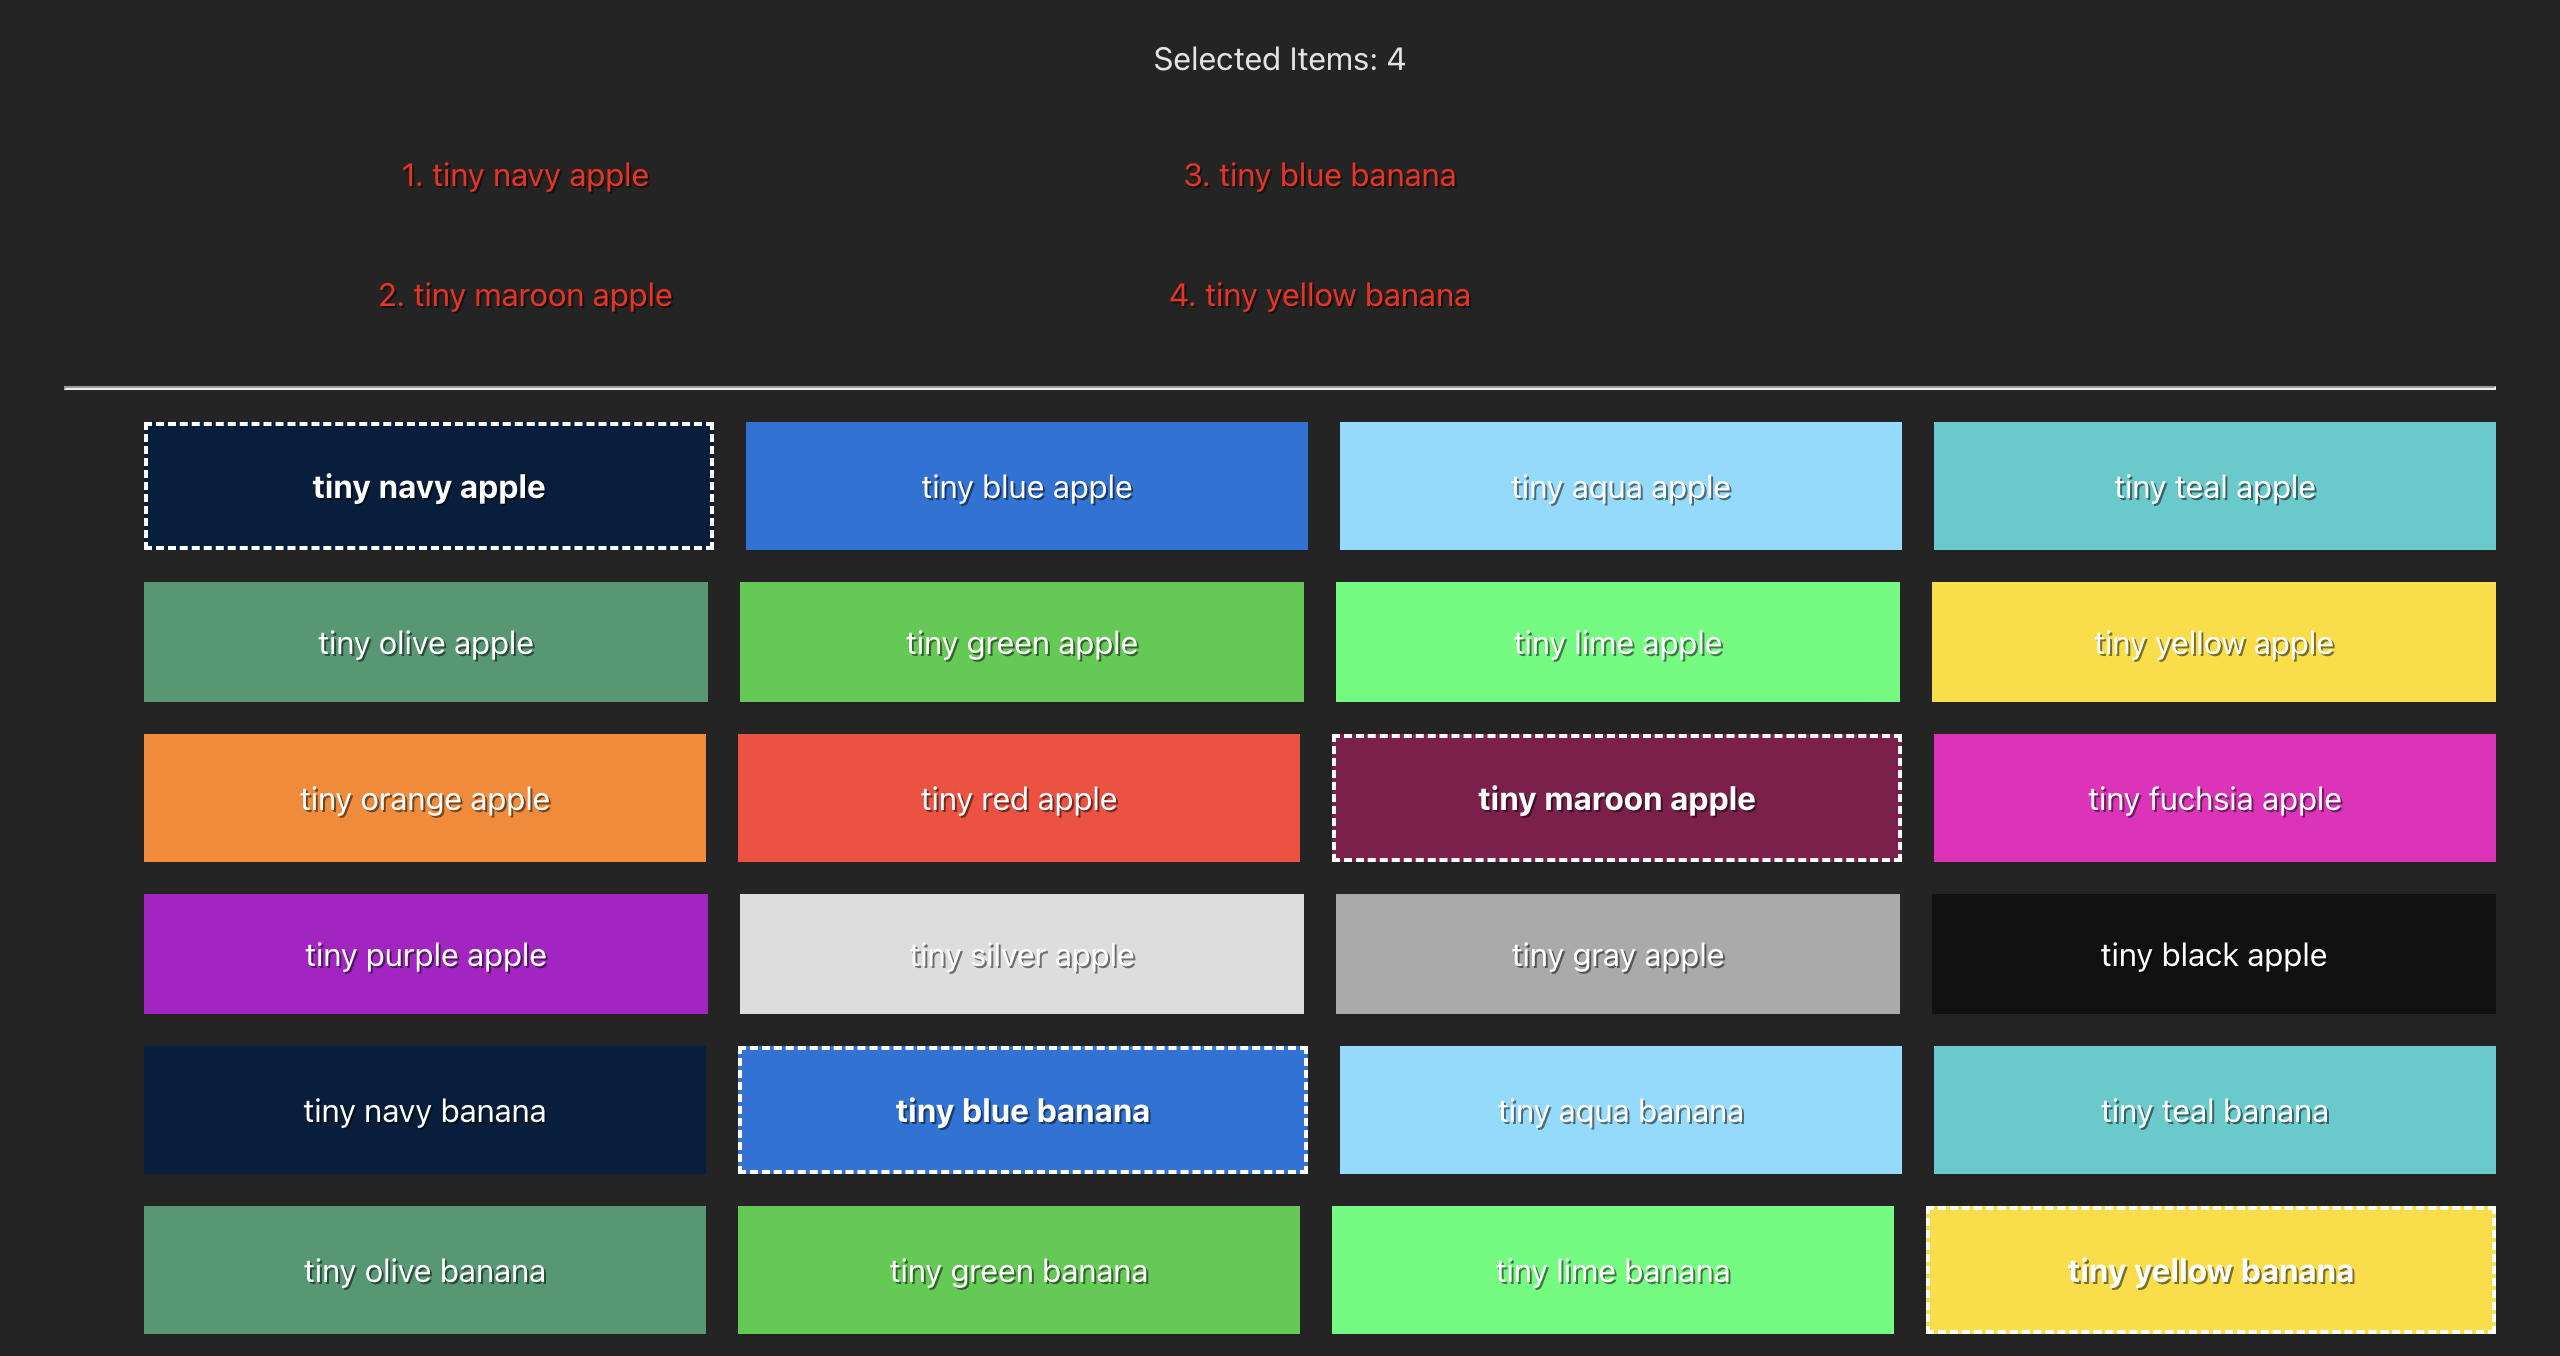 Selected Items: 4
1. tiny navy apple
2. tiny maroon apple
3. tiny blue banana
4. tiny yellow banana
tiny navy apple
tiny blue apple
tiny aqua apple
tiny teal apple
tiny olive apple
tiny green apple
tiny lime apple
tiny yellow apple
tiny orange apple
tiny red apple
tiny maroon apple
tiny fuchsia apple
tiny purple apple
tiny silver apple
tiny gray apple
tiny black apple
tiny navy banana
tiny blue banana
tiny aqua banana
tiny teal banana
tiny olive banana
tiny green banana
tiny lime banana
tiny yellow banana